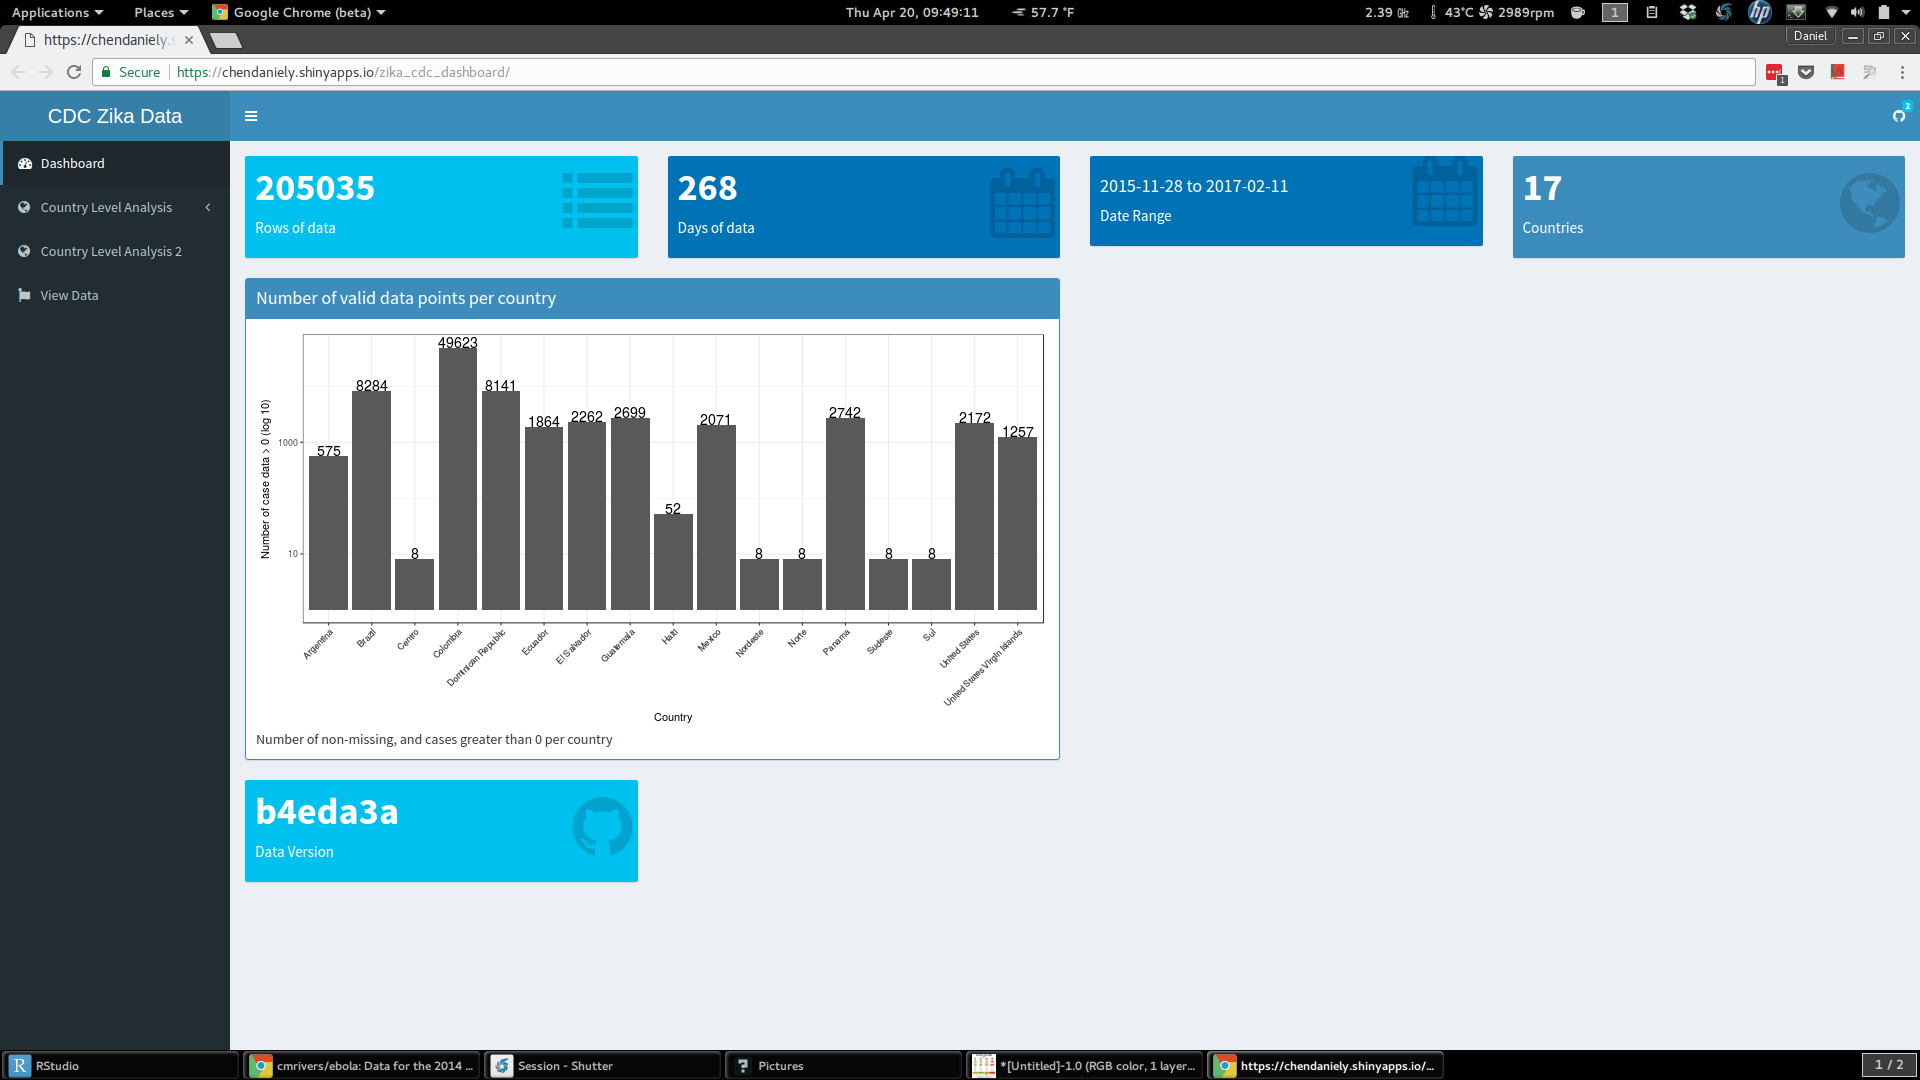 Applications Places Google Chrome (beta) Thu Apr 20, 09:49:11 57.7 °F 2.39 GHz 43°C 2989rpm 1
https://chendaniely.s Daniel
Secure https://chendaniely.shinyapps.io/zika_cdc_dashboard/ 1
CDC Zika Data 2
Dashboard
Country Level Analysis
Country Level Analysis 2
View Data
205035
Rows of data
268
Days of data
2015-11-28 to 2017-02-11
Date Range
17
Countries
Number of valid data points per country
Number of case data > 0 (log 10)
1000
10
575
8284
8
49623
8141
1864
2262
2699
52
2071
8
8
2742
8
8
2172
1257
Argentina
Brazil
Centro
Colombia
Dominican Republic
Ecuador
El Salvador
Guatemala
Haiti
Mexico
Nordeste
Norte
Panama
Sudeste
Sul
United States
United States Virgin Islands
Country
Number of non-missing, and cases greater than 0 per country
b4eda3a
Data Version
RStudio cmrivers/ebola: Data for the 2014 ... Session - Shutter Pictures *[Untitled]-1.0 (RGB color, 1 layer... https://chendaniely.shinyapps.io/... 1 / 2